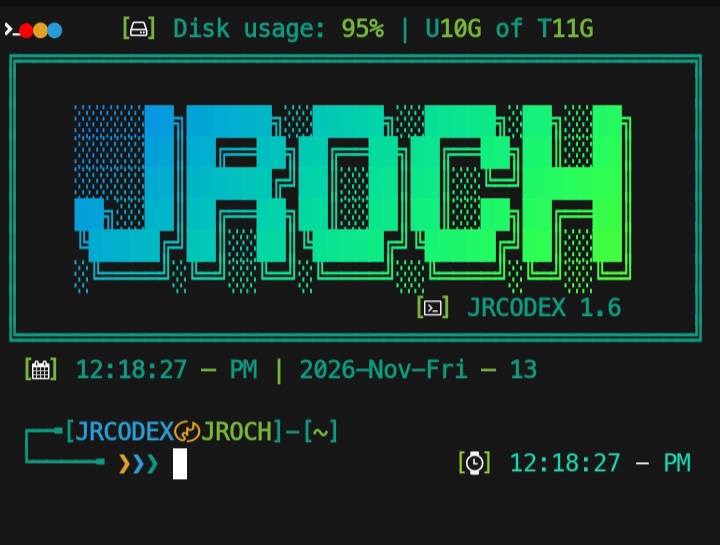 Disk usage: 95% | U10G of T11G
JROCH
[>_] JRCODEX 1.6
12:18:27 — PM | 2026-Nov-Fri — 13
[JRCODEX JROCH]-[~]
❯❯❯
12:18:27 — PM